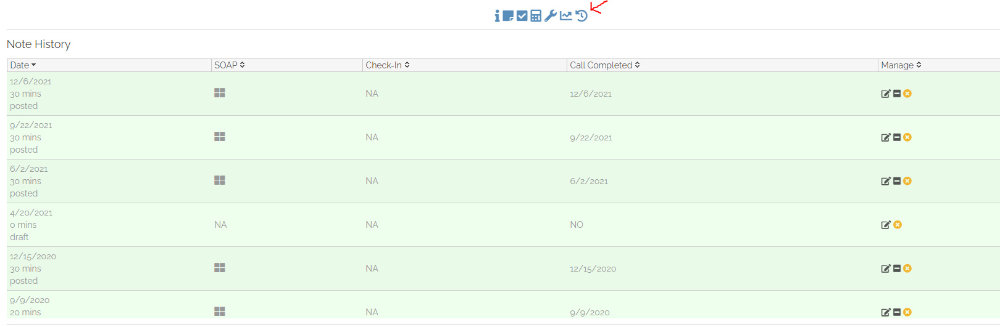 Note History
Date SOAP Check-In Call Completed Manage
12/6/2021
30 mins NA 12/6/2021
posted
9/22/2021
30 mins NA 9/22/2021
posted
6/2/2021
30 mins NA 6/2/2021
posted
4/20/2021
0 mins NA NA NO
draft
12/15/2020
30 mins NA 12/15/2020
posted
9/9/2020
20 mins NA 9/9/2020